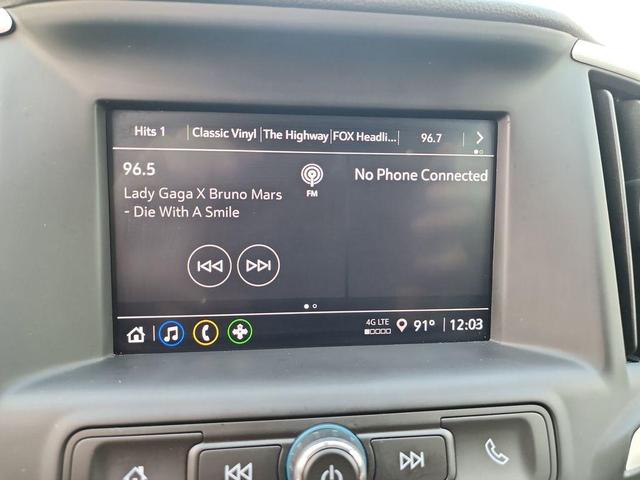 Hits 1 Classic Vinyl The Highway FOX Headli... 96.7
96.5
FM
Lady Gaga X Bruno Mars
- Die With A Smile
No Phone Connected
4G LTE 91° 12:03